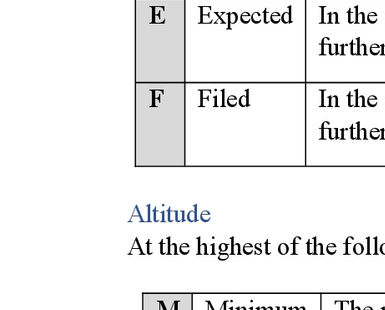 E Expected In the
further
F Filed In the
further
Altitude
At the highest of the follo
M Minimum The